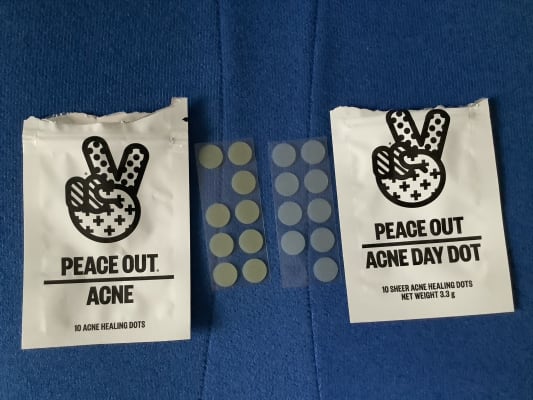 PEACE OUT.
ACNE
10 ACNE HEALING DOTS
PEACE OUT
ACNE DAY DOT
10 SHEER ACNE HEALING DOTS
NET WEIGHT 3.3 g